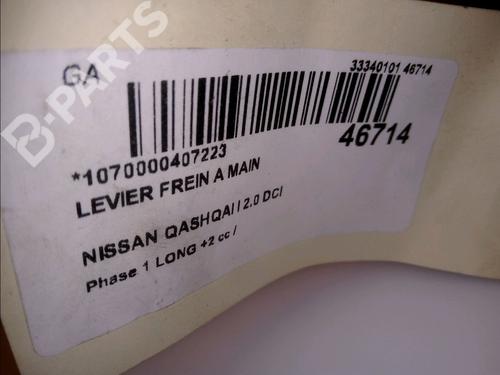 GA
33340101 46714
46714
*1070000407223
LEVIER FREIN A MAIN
NISSAN QASHQAI I 2.0 DCI
Phase 1 LONG +2 cc /
B-PARTS